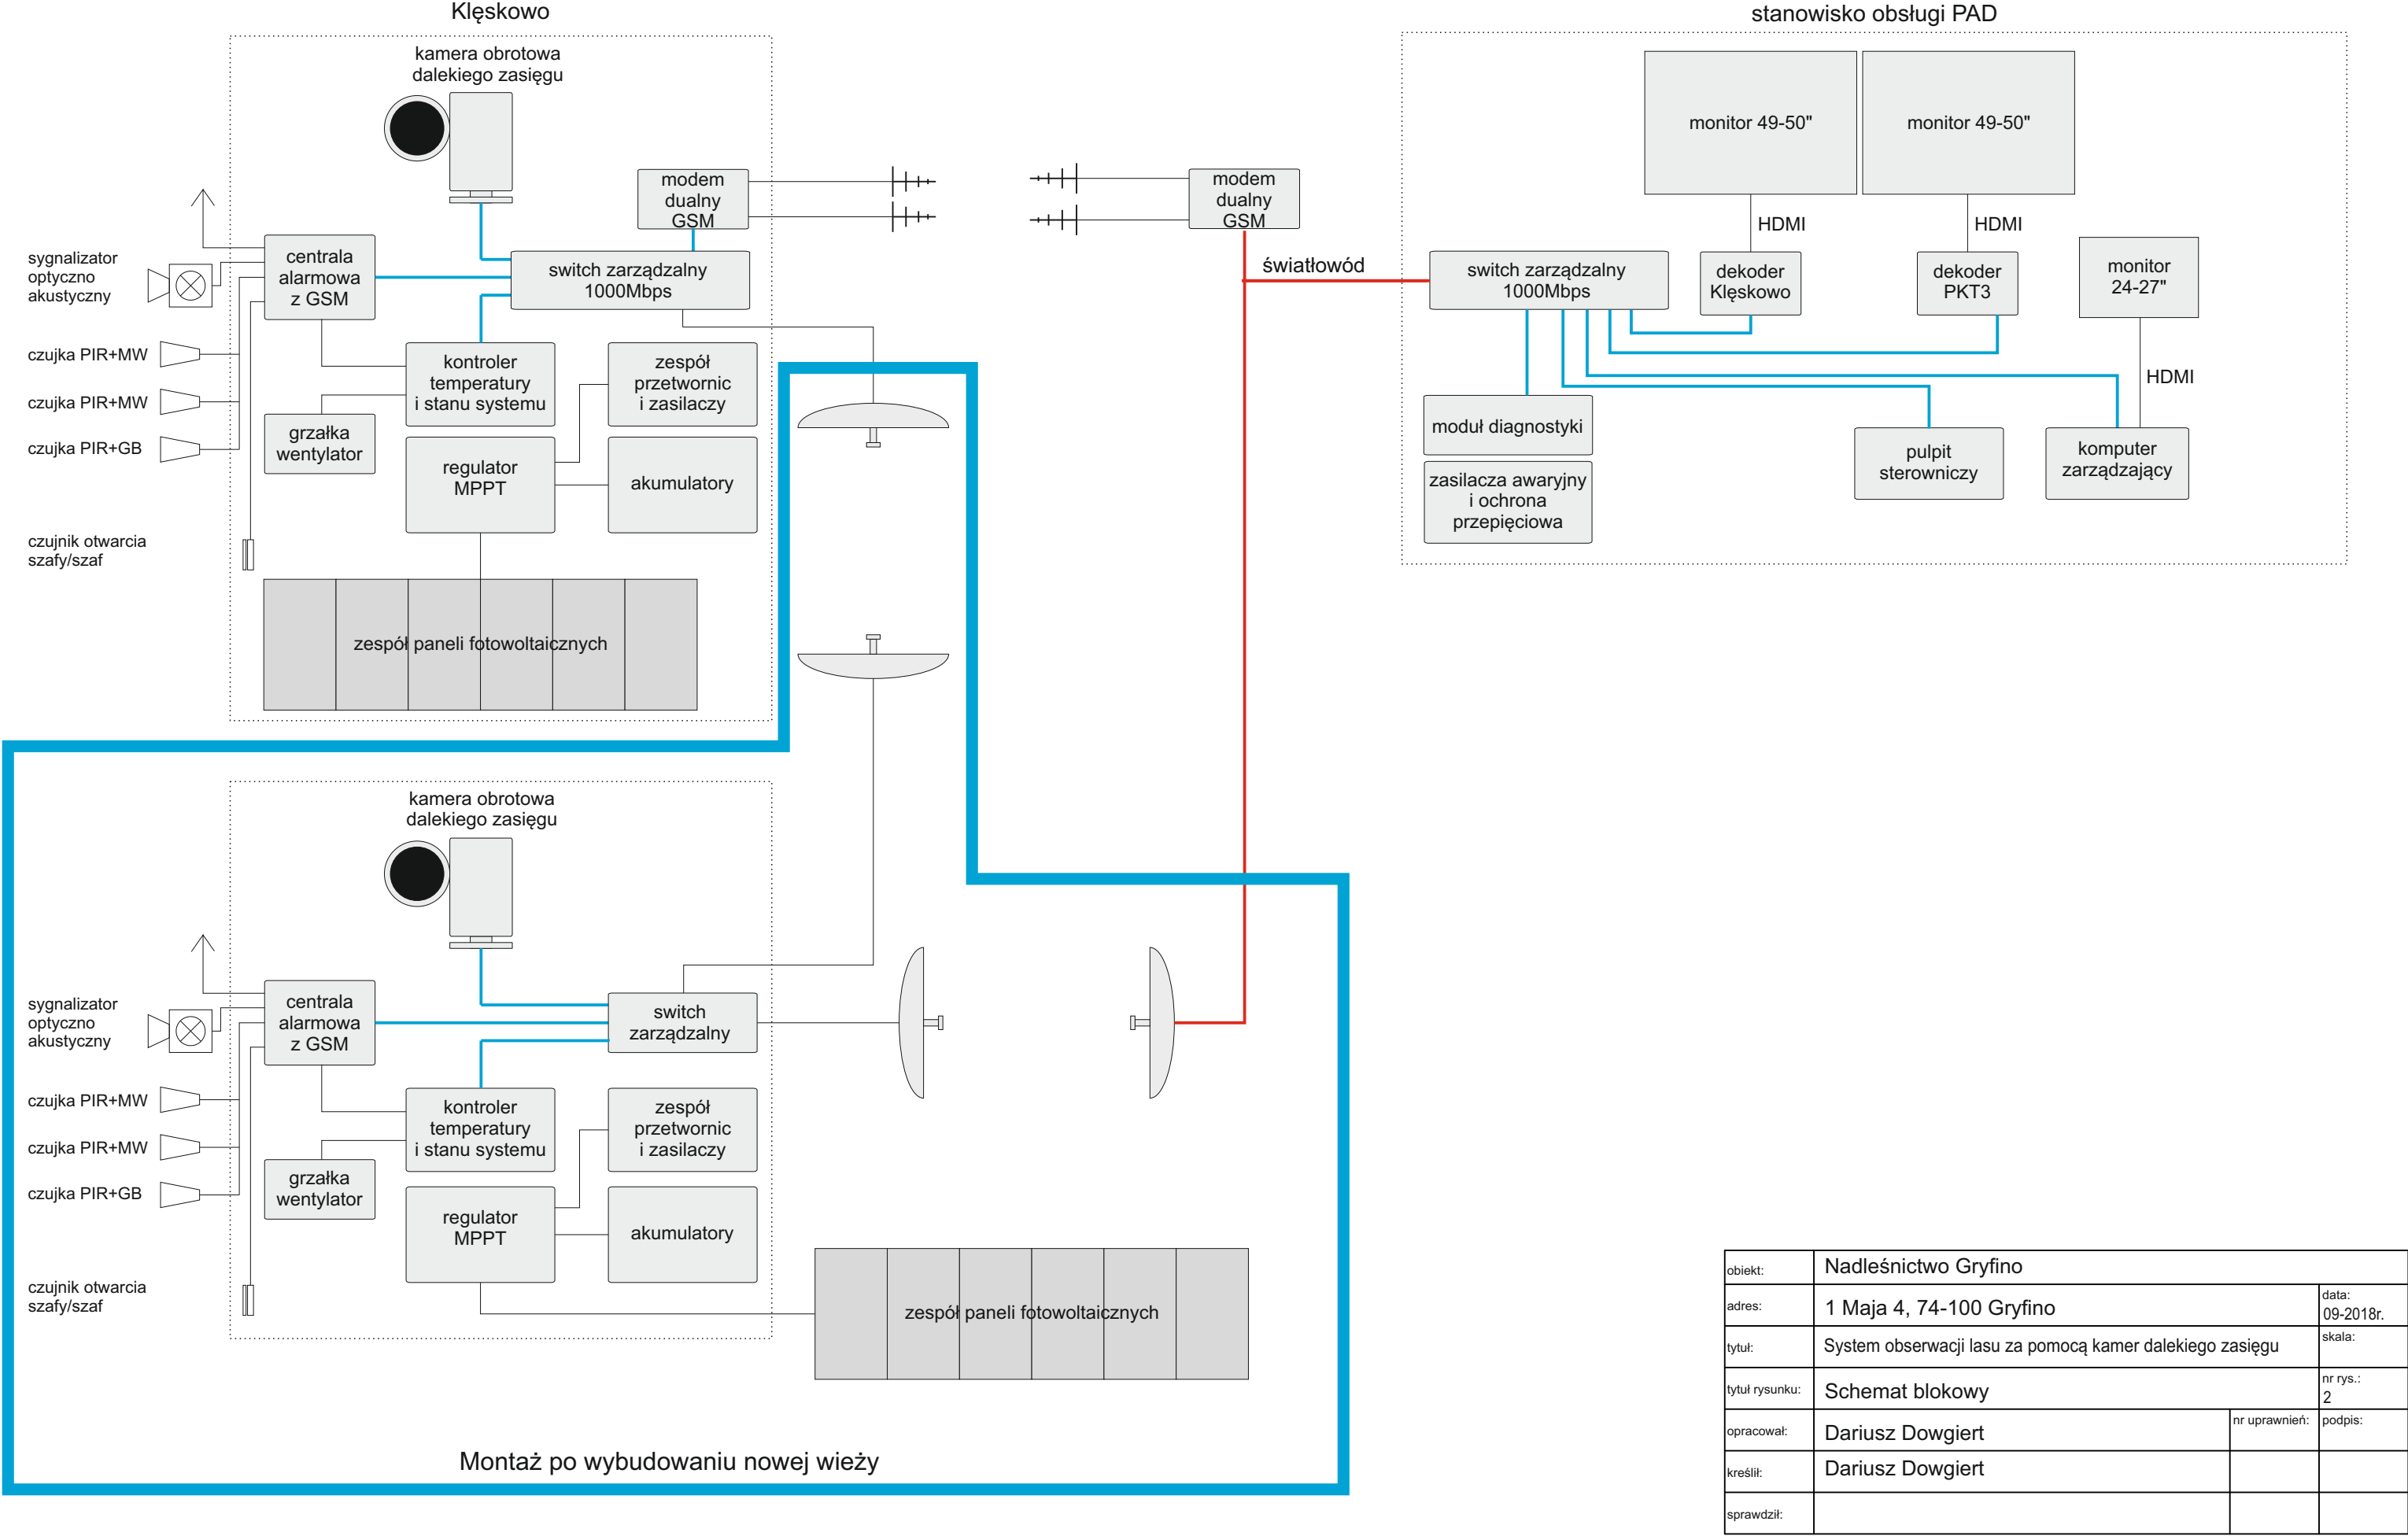 Klęskowo
kamera obrotowa
dalekiego zasięgu
modem
dualny
GSM
centrala
alarmowa
z GSM
switch zarządzalny
1000Mbps
sygnalizator
optyczno
akustyczny
czujka PIR+MW
czujka PIR+MW
czujka PIR+GB
czujnik otwarcia
szafy/szaf
kontroler
temperatury
i stanu systemu
zespół
przetwornic
i zasilaczy
grzałka
wentylator
regulator
MPPT
akumulatory
zespół paneli fotowoltaicznych
modem
dualny
GSM
światłowód
stanowisko obsługi PAD
monitor 49-50"
monitor 49-50"
HDMI
HDMI
switch zarządzalny
1000Mbps
dekoder
Klęskowo
dekoder
PKT3
monitor
24-27"
HDMI
moduł diagnostyki
zasilacza awaryjny
i ochrona
przepięciowa
pulpit
sterowniczy
komputer
zarządzający
kamera obrotowa
dalekiego zasięgu
centrala
alarmowa
z GSM
switch
zarządzalny
sygnalizator
optyczno
akustyczny
czujka PIR+MW
czujka PIR+MW
czujka PIR+GB
czujnik otwarcia
szafy/szaf
kontroler
temperatury
i stanu systemu
zespół
przetwornic
i zasilaczy
grzałka
wentylator
regulator
MPPT
akumulatory
zespół paneli fotowoltaicznych
Montaż po wybudowaniu nowej wieży
obiekt: Nadleśnictwo Gryfino
adres: 1 Maja 4, 74-100 Gryfino
data:
09-2018r.
tytuł: System obserwacji lasu za pomocą kamer dalekiego zasięgu
skala:
tytuł rysunku: Schemat blokowy
nr rys.:
2
opracował: Dariusz Dowgiert
nr uprawnień:
podpis:
kreślił: Dariusz Dowgiert
sprawdził: